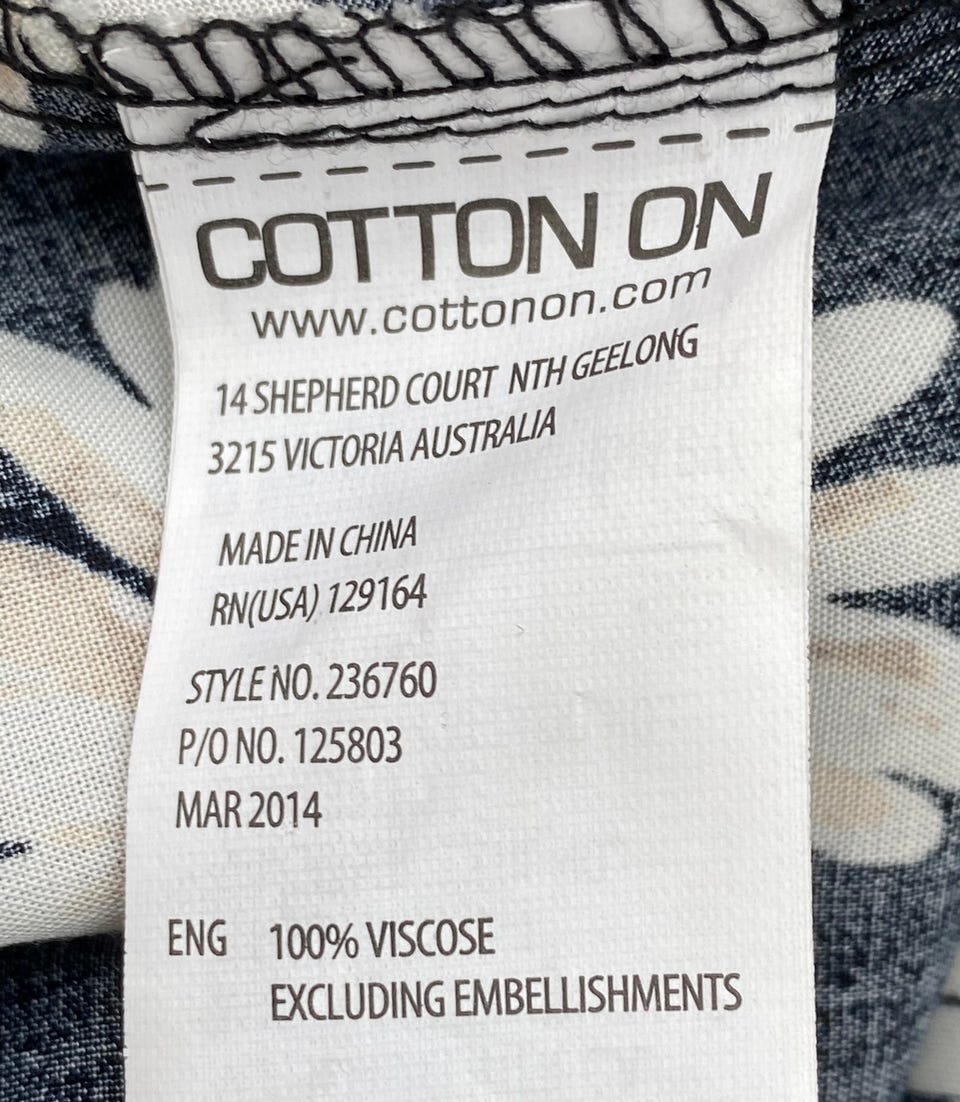 COTTON ON
www.cottonon.com
14 SHEPHERD COURT NTH GEELONG
3215 VICTORIA AUSTRALIA
MADE IN CHINA
RN(USA) 129164
STYLE NO. 236760
P/O NO. 125803
MAR 2014
ENG 100% VISCOSE
EXCLUDING EMBELLISHMENTS